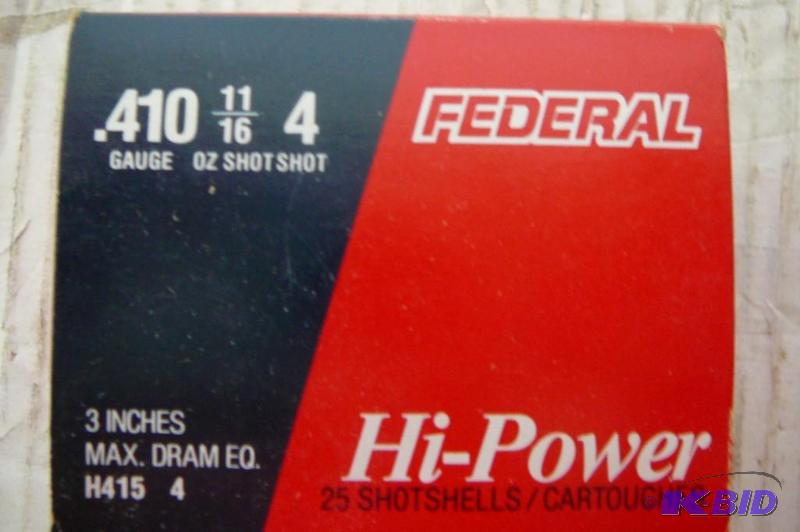 .410 11/16 4
GAUGE OZ SHOT SHOT
FEDERAL
3 INCHES
MAX. DRAM EQ.
H415 4
Hi-Power
25 SHOTSHELLS/CARTOUCHES
K BID